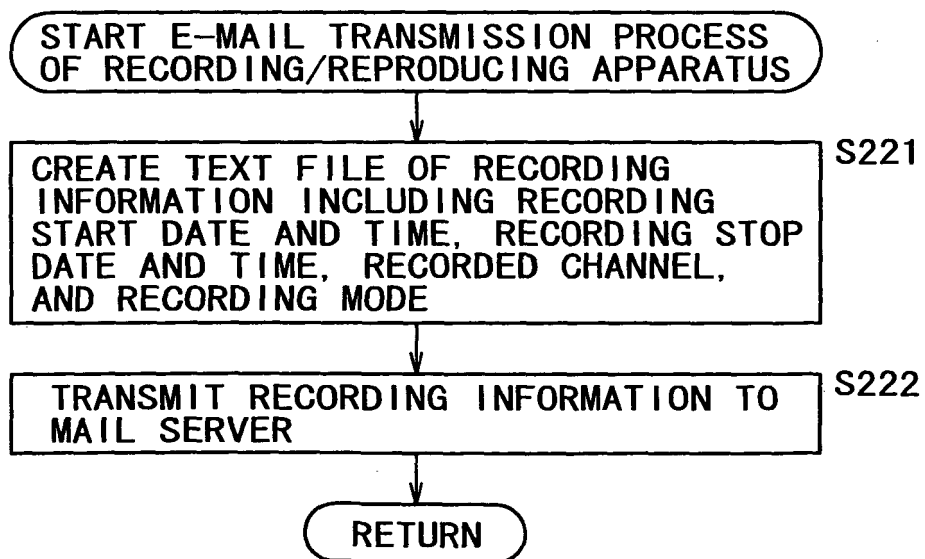 START E-MAIL TRANSMISSION PROCESS
OF RECORDING/REPRODUCING APPARATUS
S221
CREATE TEXT FILE OF RECORDING
INFORMATION INCLUDING RECORDING
START DATE AND TIME, RECORDING STOP
DATE AND TIME, RECORDED CHANNEL,
AND RECORDING MODE
S222
TRANSMIT RECORDING INFORMATION TO
MAIL SERVER
RETURN